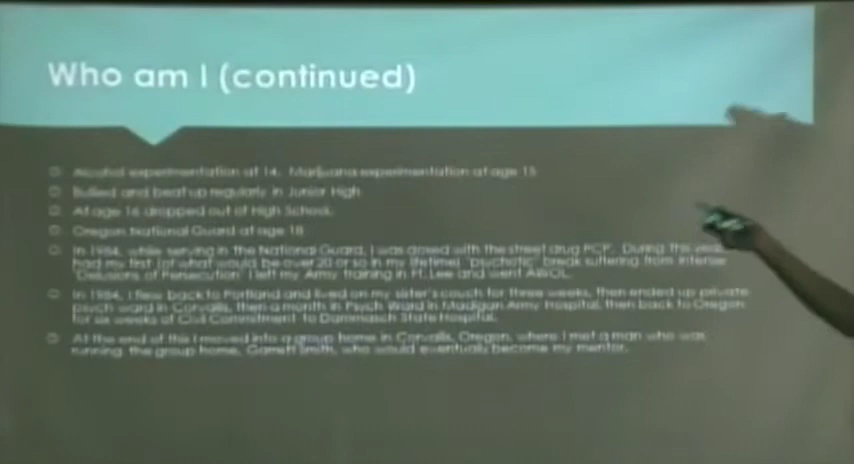 Who am I (continued)
Alcohol experimentation at 14. Marijuana experimentation at age 15
Bullied and beat up regularly in Junior High
At age 16 dropped out of High School.
Oregon National Guard at age 18
In 1984, while serving in the National Guard, I was dosed with the street drug PCP. During this year
had my first (of what would be over 20 or so in my lifetime) "psychotic" break suffering from intense
"Delusions of Persecution" I left my Army training in Ft. Lee and went AWOL.
In 1984, I flew back to Portland and lived on my sister's couch for three weeks, then ended up private
psych ward in Corvallis, then a month in Psych Ward in Madigan Army Hospital, then back to Oregon
for six weeks of Civil Commitment to Dammasch State Hospital.
At the end of this I moved into a group home in Corvallis, Oregon, where I met a man who was
running the group home, Garrett Smith, who would eventually become my mentor.